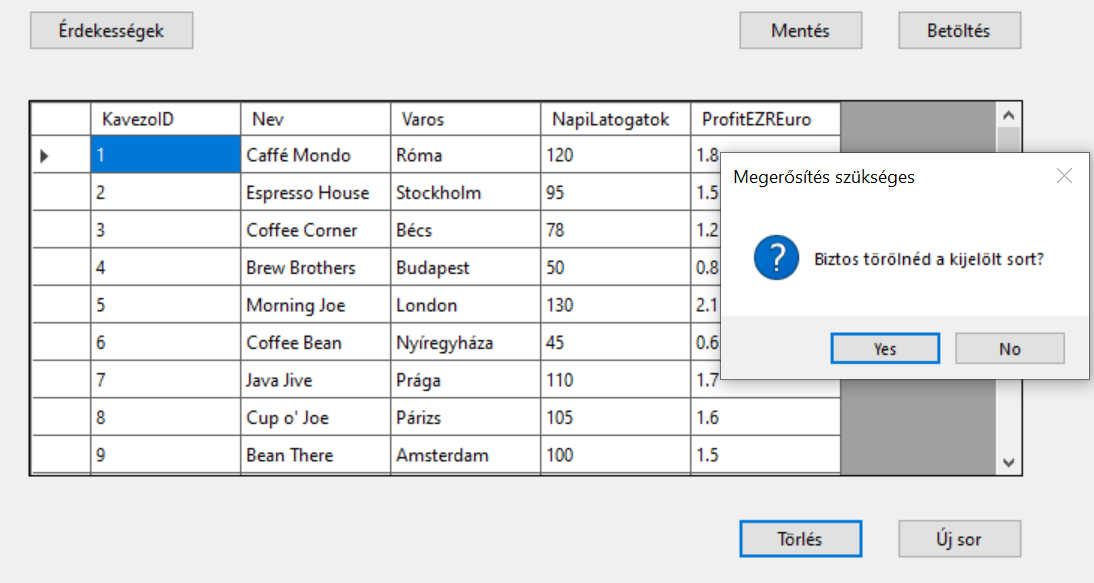 Érdekességek Mentés Betöltés
KavezoID Nev Varos NapiLatogatok ProfitEZREuro
1 Caffé Mondo Róma 120 1.8
2 Espresso House Stockholm 95 1.5
3 Coffee Corner Bécs 78 1.2
4 Brew Brothers Budapest 50 0.8
5 Morning Joe London 130 2.1
6 Coffee Bean Nyíregyháza 45 0.6
7 Java Jive Prága 110 1.7
8 Cup o' Joe Párizs 105 1.6
9 Bean There Amsterdam 100 1.5
Megerősítés szükséges
Biztos törölnéd a kijelölt sort?
Yes No
Törlés Új sor